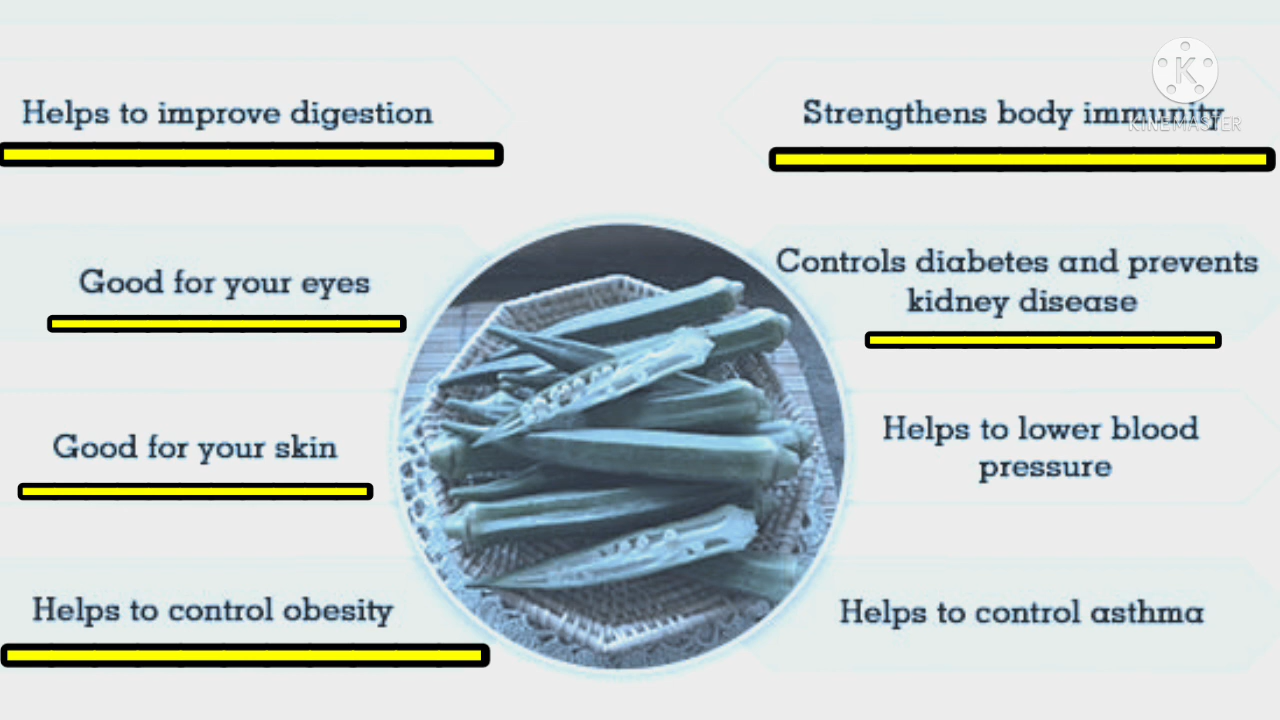 Helps to improve digestion
Good for your eyes
Good for your skin
Helps to control obesity
K
KINEMASTER
Strengthens body immunity
Controls diabetes and prevents
kidney disease
Helps to lower blood
pressure
Helps to control asthma